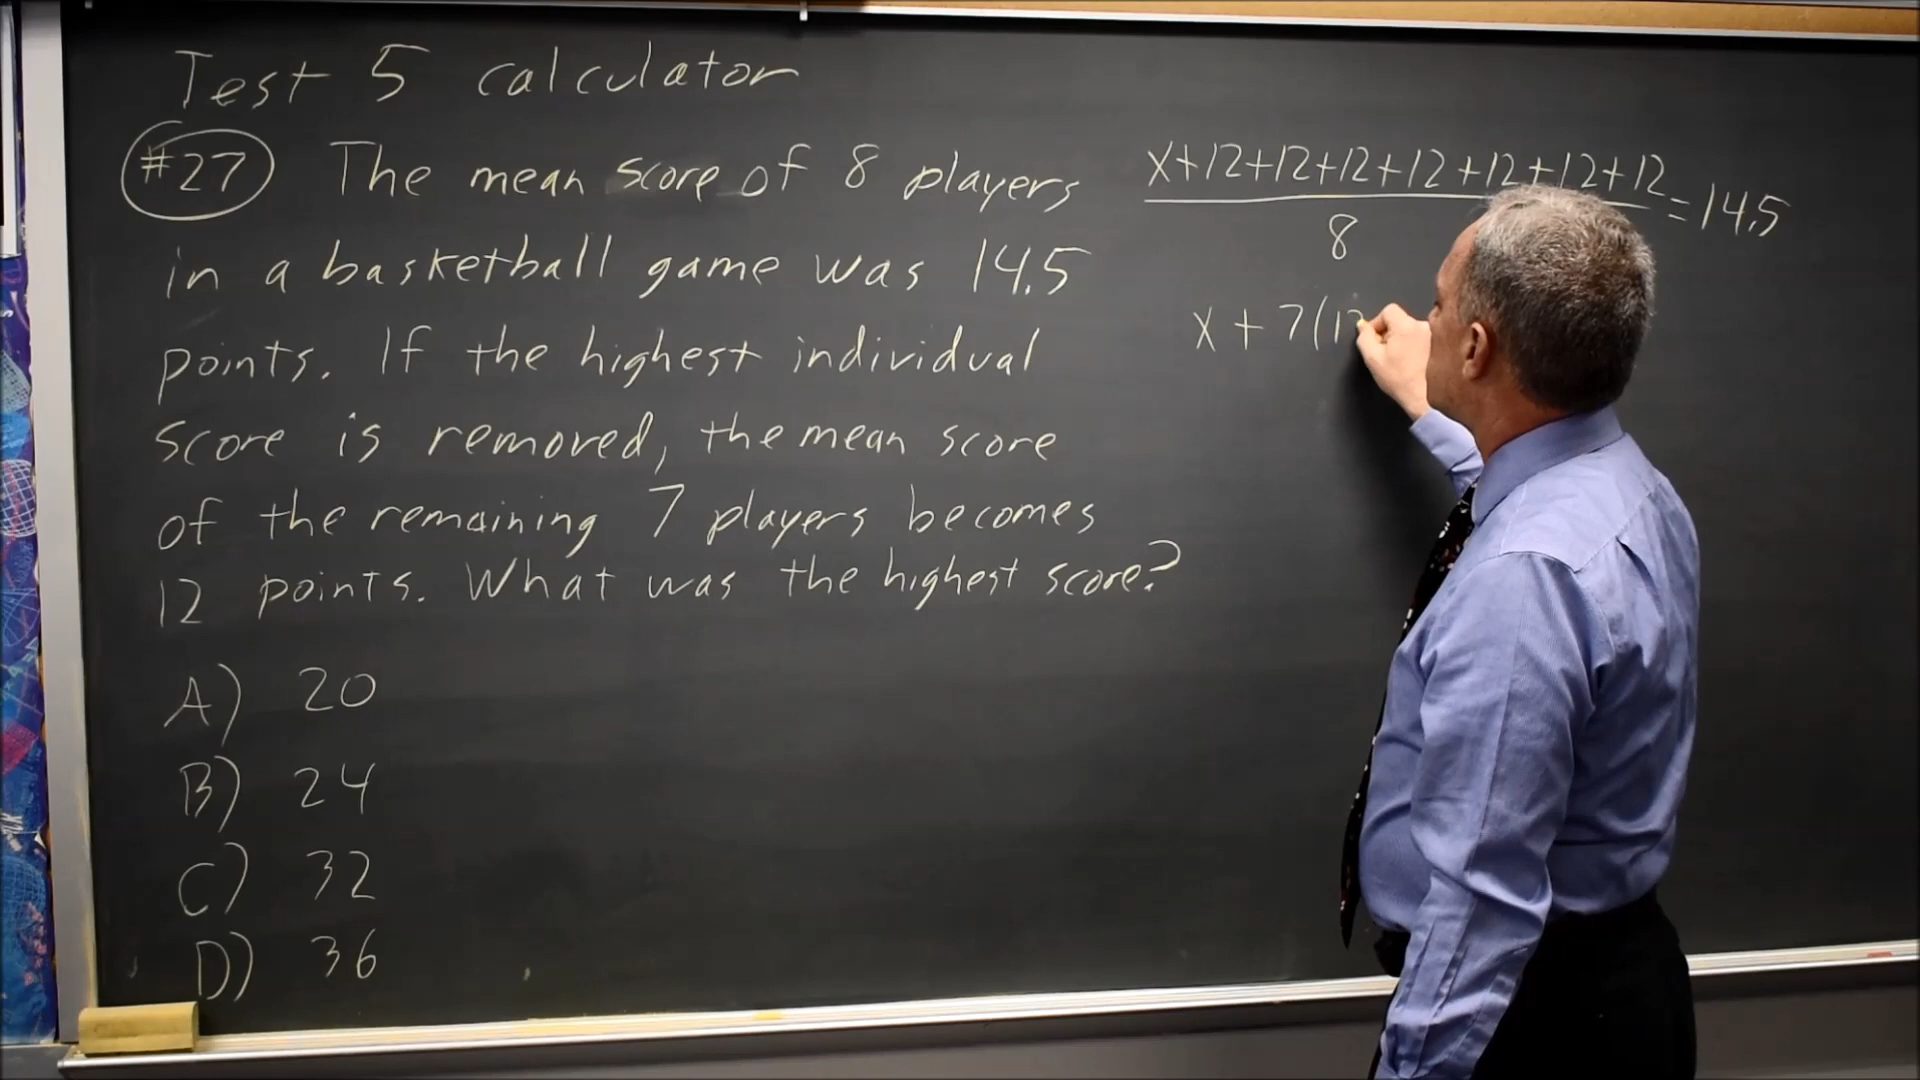 Test 5 calculator
#27 The mean score of 8 players
in a basketball game was 14.5
points. If the highest individual
score is removed, the mean score
of the remaining 7 players becomes
12 points. What was the highest score?
A) 20
B) 24
C) 32
D) 36
x+12+12+12+12+12+12+12
8
=14.5
x + 7(12